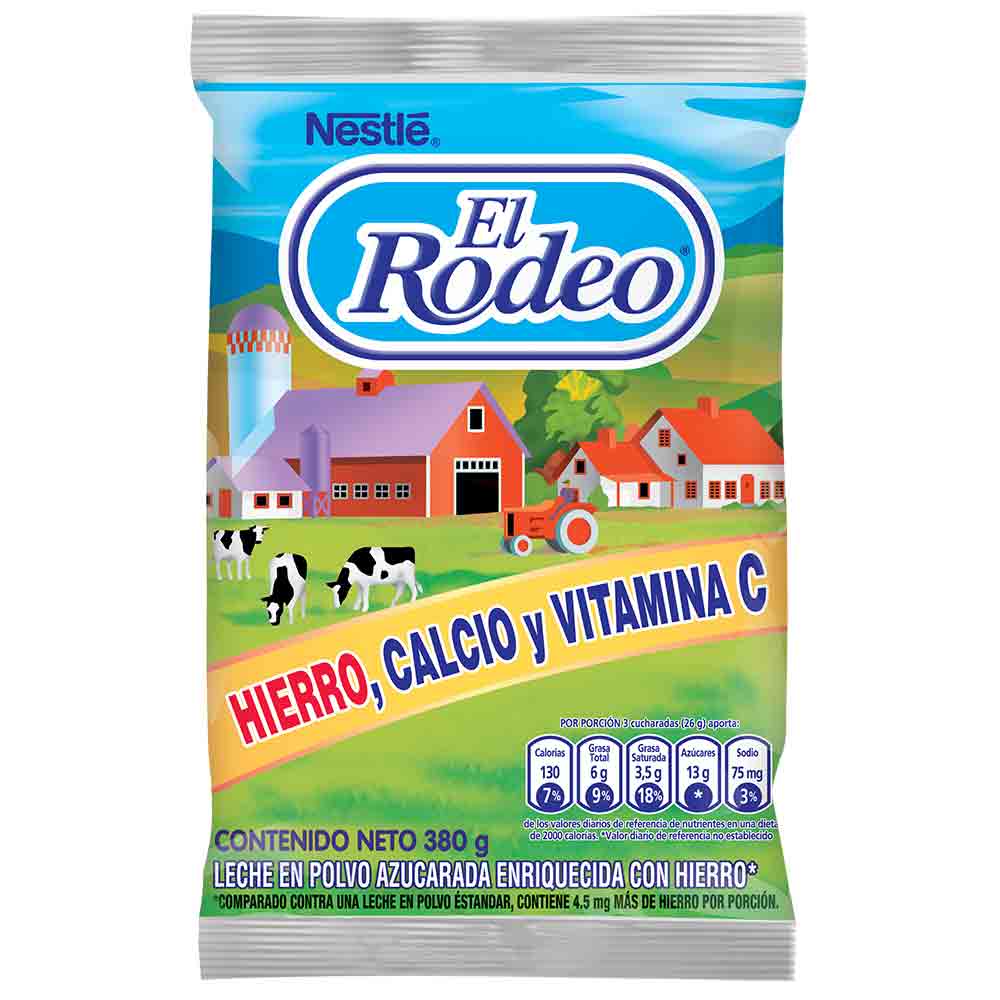 Nestlé®
El
Rodeo®
HIERRO, CALCIO y VITAMINA C
POR PORCIÓN 3 cucharadas (26 g) aporta:
Calorías Grasa Total Grasa Saturada Azúcares Sodio
130 6 g 3,5 g 13 g 75 mg
7% 9% 18% * 3%
de los valores diarios de referencia de nutrientes en una dieta
de 2000 calorías. *Valor diario de referencia no establecido
CONTENIDO NETO 380 g
LECHE EN POLVO AZUCARADA ENRIQUECIDA CON HIERRO*
*COMPARADO CONTRA UNA LECHE EN POLVO ÉSTANDAR, CONTIENE 4.5 mg MÁS DE HIERRO POR PORCIÓN.